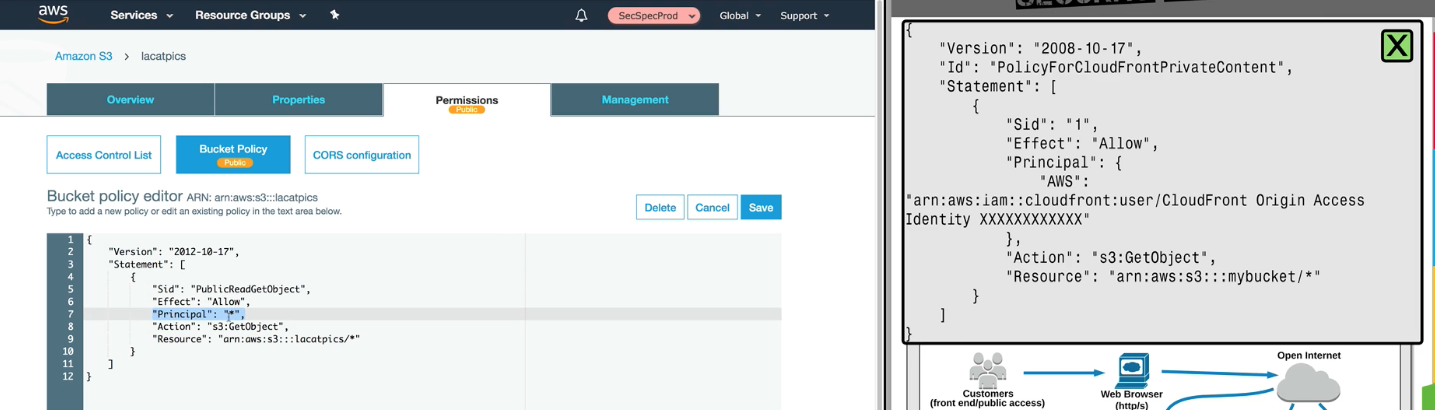 aws
Services
Resource Groups
SecSpecProd
Global
Support
Amazon S3 > lacatpics
Overview
Properties
Permissions
Public
Management
Access Control List
Bucket Policy
Public
CORS configuration
Bucket policy editor ARN: arn:aws:s3:::lacatpics
Type to add a new policy or edit an existing policy in the text area below.
Delete
Cancel
Save
1 {
2 "Version": "2012-10-17",
3 "Statement": [
4 {
5 "Sid": "PublicReadGetObject",
6 "Effect": "Allow",
7 "Principal": "*",
8 "Action": "s3:GetObject",
9 "Resource": "arn:aws:s3:::lacatpics/*"
10 }
11 ]
12 }
{
"Version": "2008-10-17",
"Id": "PolicyForCloudFrontPrivateContent",
"Statement": [
{
"Sid": "1",
"Effect": "Allow",
"Principal": {
"AWS":
"arn:aws:iam::cloudfront:user/CloudFront Origin Access
Identity XXXXXXXXXXXX"
},
"Action": "s3:GetObject",
"Resource": "arn:aws:s3:::mybucket/*"
}
]
}
X
Customers
(front end/public access)
Web Browser
(http/s)
Open Internet